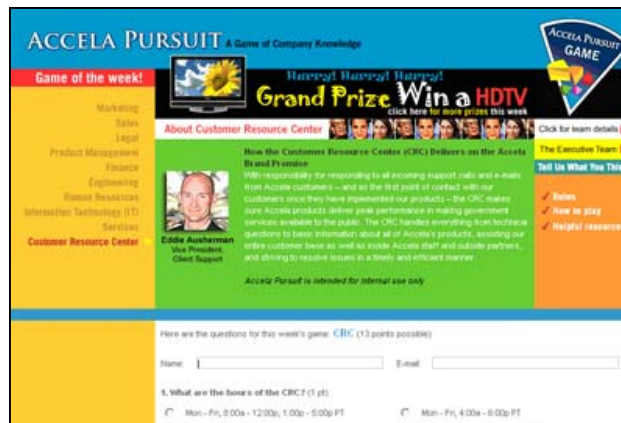 ACCELA PURSUIT A Game of Company Knowledge
ACCELA PURSUIT
GAME
Game of the week!
Marketing
Sales
Legal
Product Management
Finance
Engineering
Human Resources
Information Technology (IT)
Services
Customer Resource Center
Hurry! Hurry! Hurry!
Grand Prize Win a HDTV
click here for more prizes this week
About Customer Resource Center
Click for team details
The Executive Team
Tell Us What You Thin
Rules
How to play
Helpful resource
How the Customer Resource Center (CRC) Delivers on the Accela
Brand Promise
With responsibility for responding to all incoming support calls and e-mails
from Accela customers – and as the first point of contact with our
customers once they have implemented our products – the CRC makes
sure Accela products deliver peak performance in making government
services available to the public. The CRC handles everything from technical
questions to basic information about all of Accela's products, assisting our
entire customer base as well as inside Accela staff and outside partners,
and driving to resolve issues in a timely and efficient manner.
Accela Pursuit is intended for internal use only
Eddie Ausherman
Vice President,
Client Support
Here are the questions for this week's game: CRC (13 points possible)
Name: E-mail:
1. What are the hours of the CRC? (1 pt)
Mon - Fri, 8:00a - 12:00p, 1:00p - 5:00p PT
Mon - Fri, 4:00a - 6:00p PT